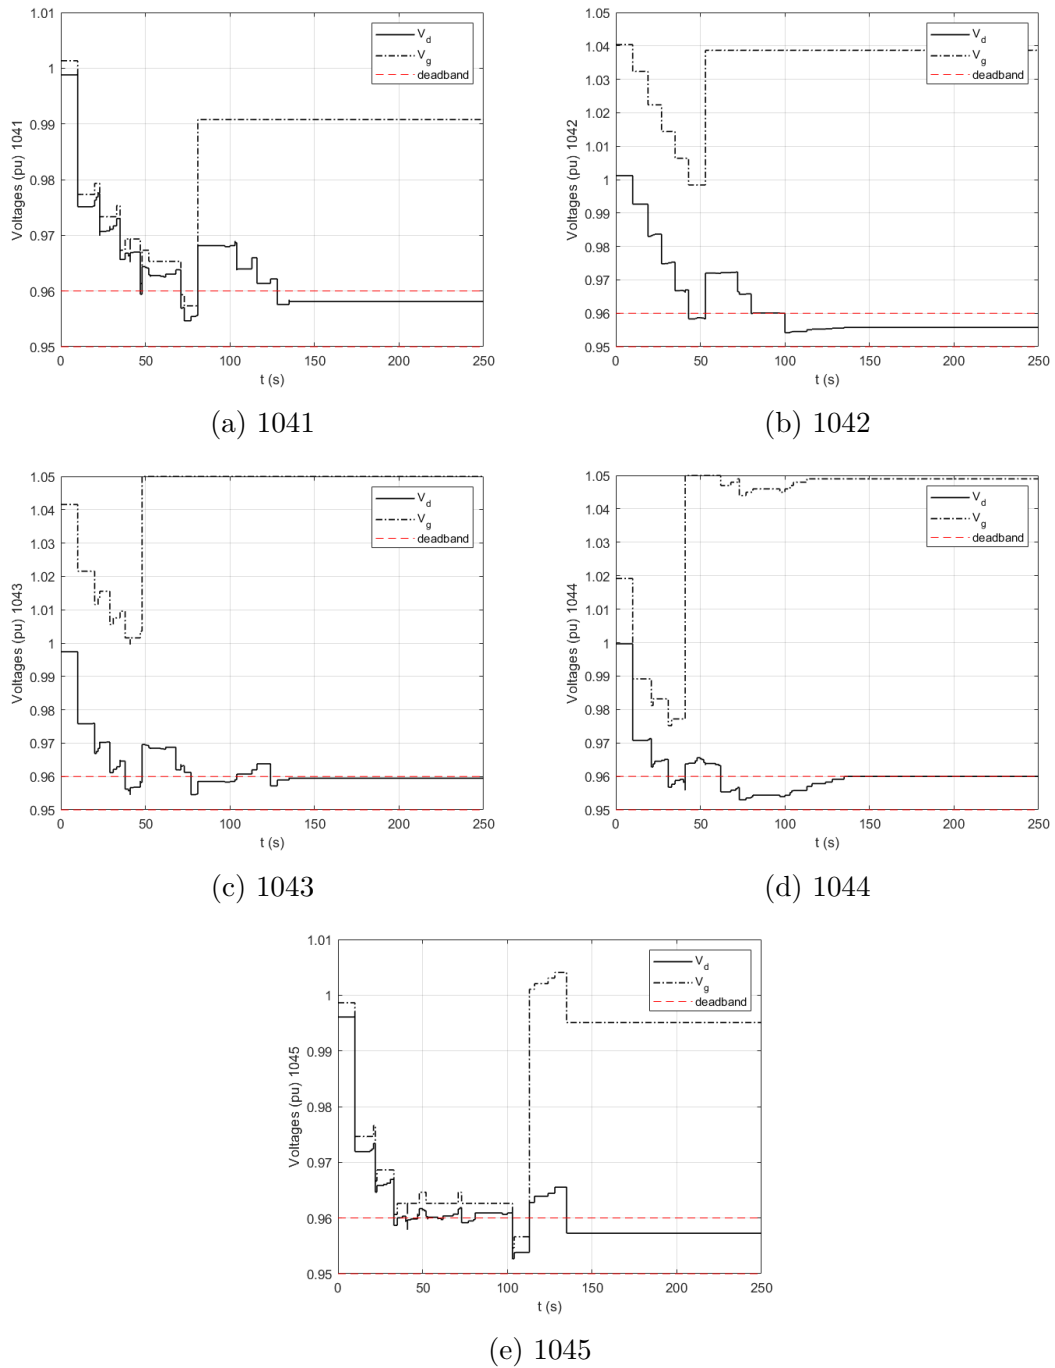 1.01
1
0.99
0.98
0.97
0.96
0.95
Voltages (pu) 1041
0 50 100 150 200 250
t (s)
V_d
V_g
deadband
(a) 1041
1.05
1.04
1.03
1.02
1.01
1
0.99
0.98
0.97
0.96
0.95
Voltages (pu) 1042
0 50 100 150 200 250
t (s)
V_d
V_g
deadband
(b) 1042
1.05
1.04
1.03
1.02
1.01
1
0.99
0.98
0.97
0.96
0.95
Voltages (pu) 1043
0 50 100 150 200 250
t (s)
V_d
V_g
deadband
(c) 1043
1.05
1.04
1.03
1.02
1.01
1
0.99
0.98
0.97
0.96
0.95
Voltages (pu) 1044
0 50 100 150 200 250
t (s)
V_d
V_g
deadband
(d) 1044
1.01
1
0.99
0.98
0.97
0.96
0.95
Voltages (pu) 1045
0 50 100 150 200 250
t (s)
V_d
V_g
deadband
(e) 1045